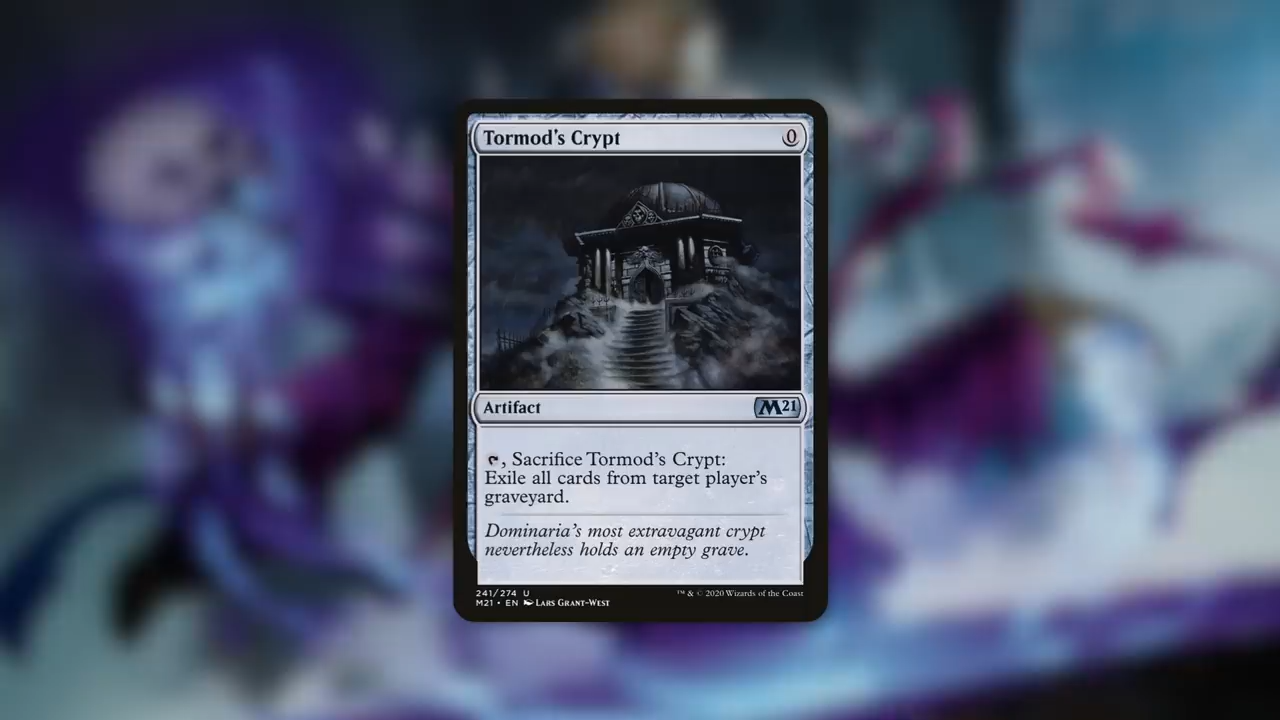 Tormod's Crypt 0
Artifact M21
, Sacrifice Tormod's Crypt:
Exile all cards from target player's
graveyard.
Dominaria's most extravagant crypt
nevertheless holds an empty grave.
241/274 U
M21 • EN Lars Grant-West
™ & © 2020 Wizards of the Coast